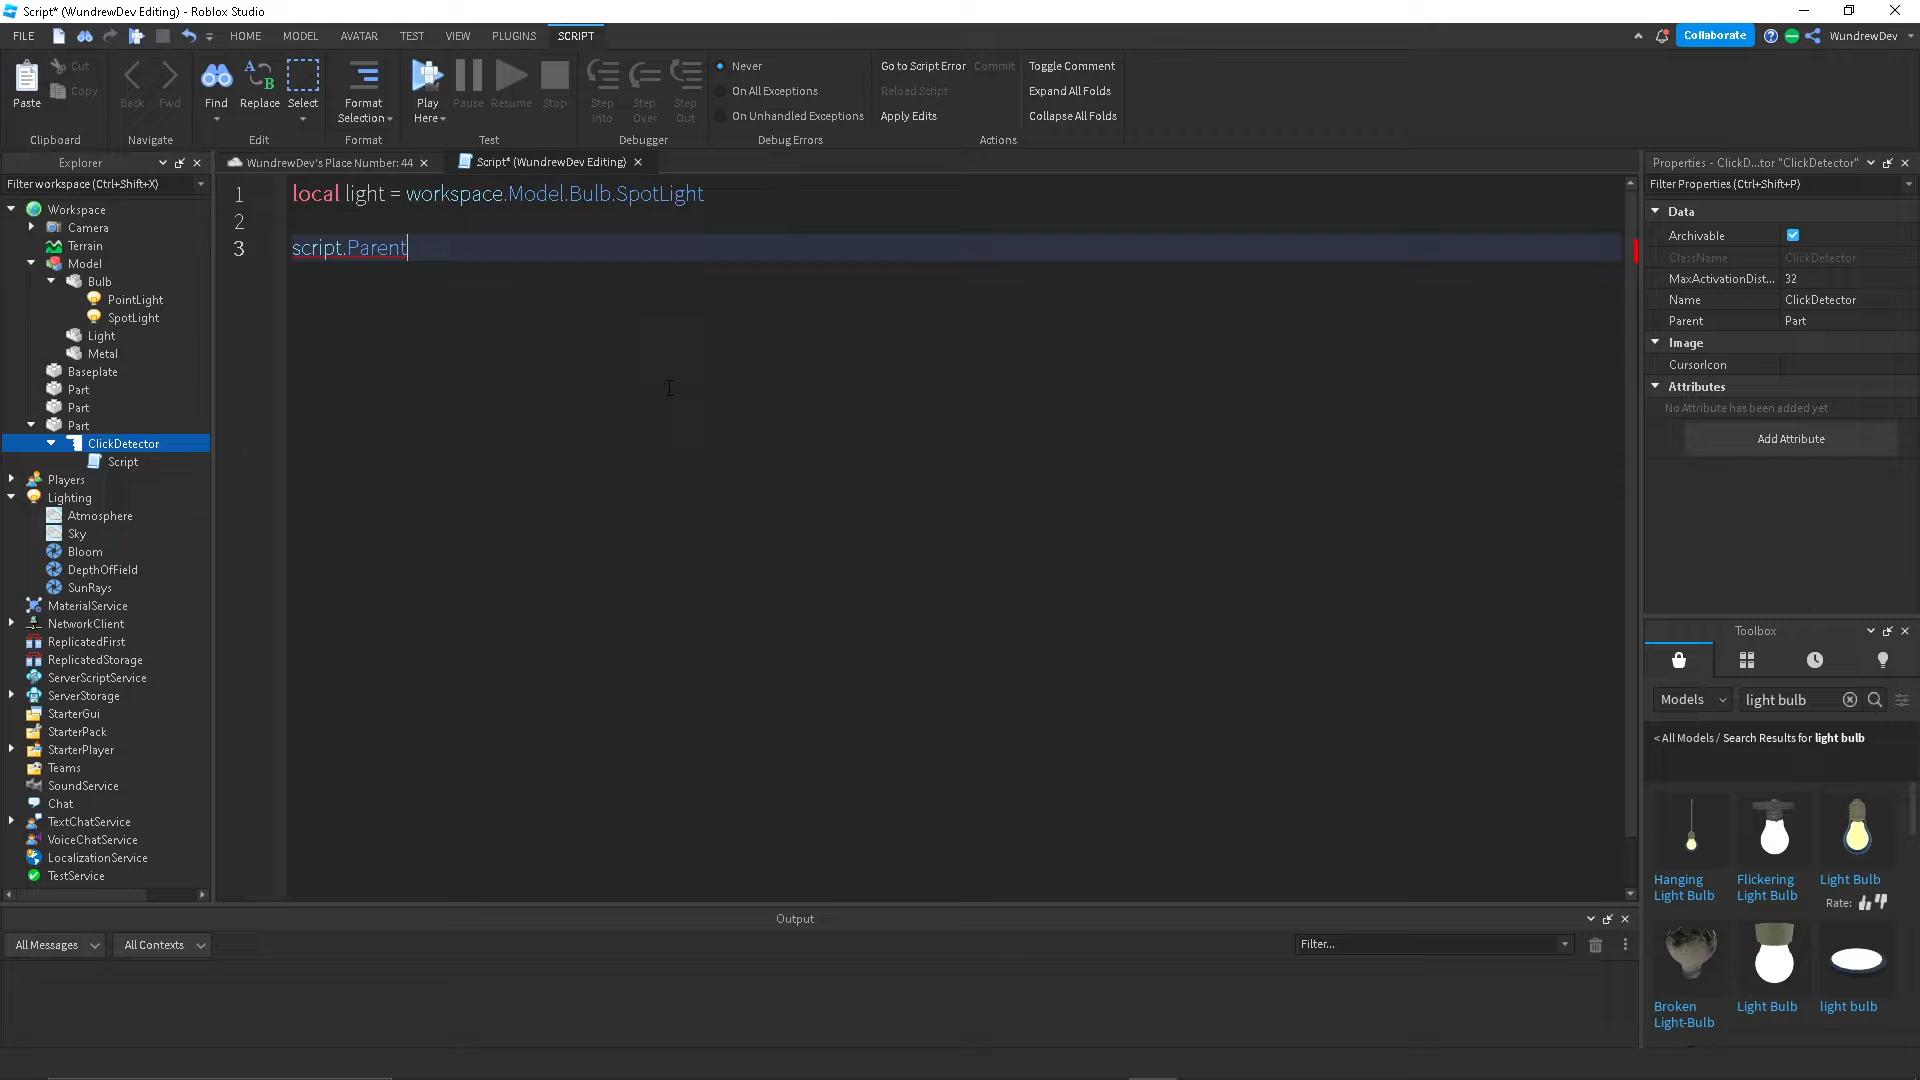 Script* (WundrewDev Editing) - Roblox Studio
FILE HOME MODEL AVATAR TEST VIEW PLUGINS SCRIPT Collaborate WundrewDev
Paste Cut Copy
Clipboard
Back Fwd
Navigate
Find Replace Select
Edit
Format Selection
Format
Play Here Pause Resume Stop
Test
Step Into Step Over Step Out
Debugger
Never
On All Exceptions
On Unhandled Exceptions
Debug Errors
Go to Script Error Commit Toggle Comment
Reload Script Expand All Folds
Apply Edits Collapse All Folds
Actions
Explorer
Filter workspace (Ctrl+Shift+X)
Workspace
Camera
Terrain
Model
Bulb
PointLight
SpotLight
Light
Metal
Baseplate
Part
Part
Part
ClickDetector
Script
Players
Lighting
Atmosphere
Sky
Bloom
DepthOfField
SunRays
MaterialService
NetworkClient
ReplicatedFirst
ReplicatedStorage
ServerScriptService
ServerStorage
StarterGui
StarterPack
StarterPlayer
Teams
SoundService
Chat
TextChatService
VoiceChatService
LocalizationService
TestService
WundrewDev's Place Number: 44 Script* (WundrewDev Editing)
1 local light = workspace.Model.Bulb.SpotLight
2
3 script.Parent
Properties - ClickD...tor "ClickDetector"
Filter Properties (Ctrl+Shift+P)
Data
Archivable
ClassName ClickDetector
MaxActivationDist... 32
Name ClickDetector
Parent Part
Image
CursorIcon
Attributes
No Attribute has been added yet
Add Attribute
Toolbox
Models light bulb
< All Models / Search Results for light bulb
Hanging Light Bulb
Flickering Light Bulb
Light Bulb
Rate:
Broken Light-Bulb
Light Bulb
light bulb
Output
All Messages All Contexts Filter...